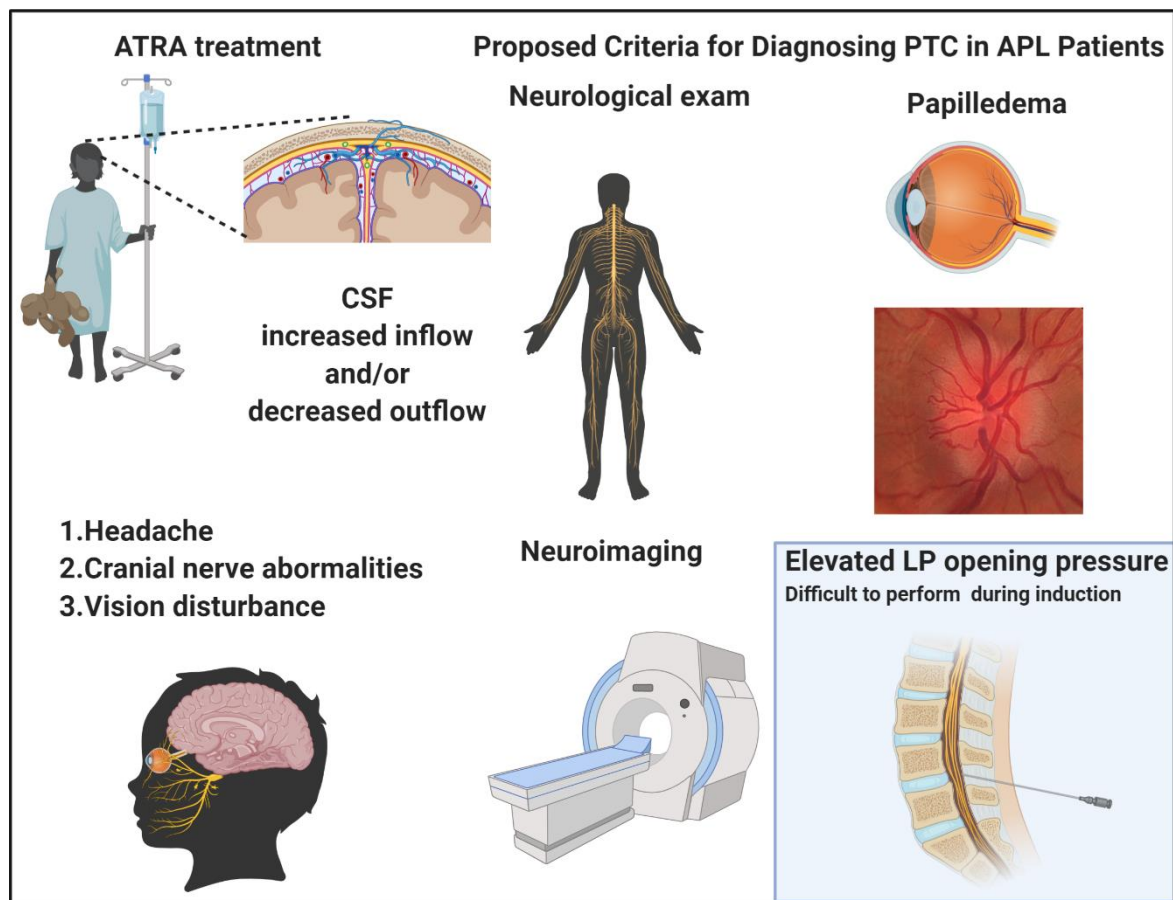 ATRA treatment
Proposed Criteria for Diagnosing PTC in APL Patients
Neurological exam
Papilledema
CSF
increased inflow
and/or
decreased outflow
1.Headache
2.Cranial nerve abormalities
3.Vision disturbance
Neuroimaging
Elevated LP opening pressure
Difficult to perform during induction